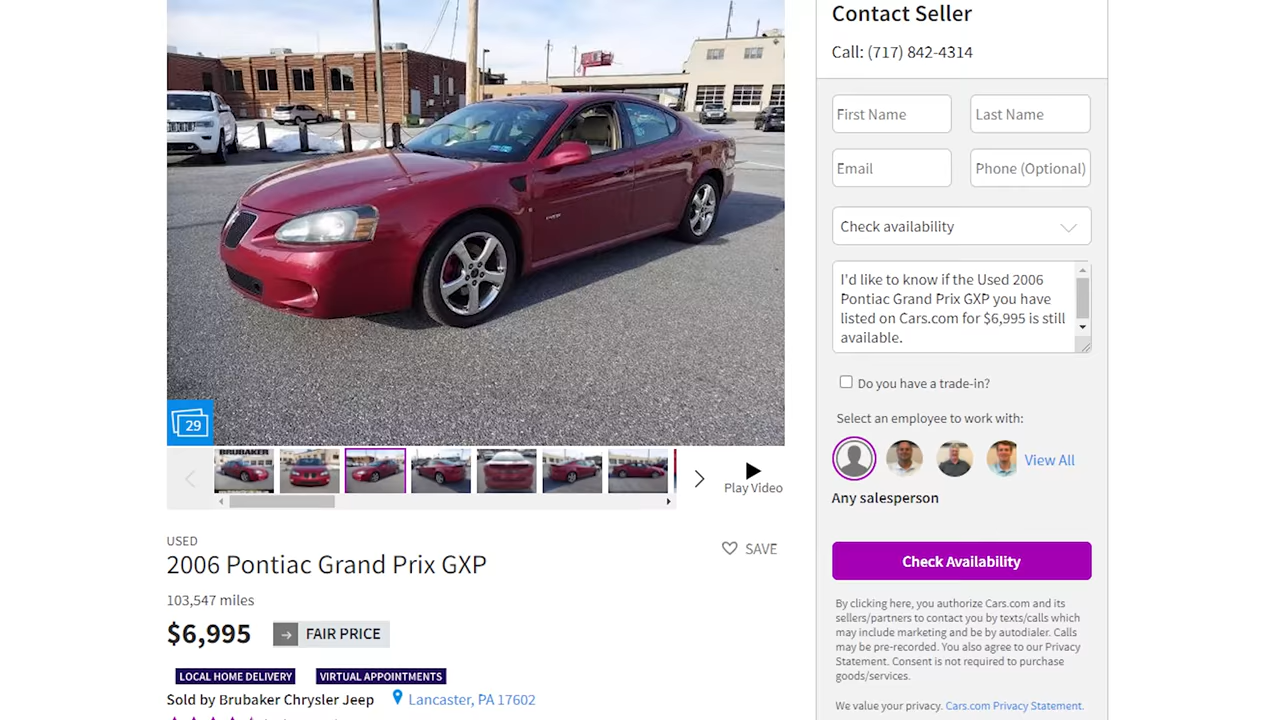 Contact Seller
Call: (717) 842-4314
First Name
Last Name
Email
Phone (Optional)
Check availability
I'd like to know if the Used 2006
Pontiac Grand Prix GXP you have
listed on Cars.com for $6,995 is still
available.
Do you have a trade-in?
Select an employee to work with:
View All
Any salesperson
Check Availability
By clicking here, you authorize Cars.com and its
sellers/partners to contact you by texts/calls which
may include marketing and be by autodialer. Calls
may be pre-recorded. You also agree to our Privacy
Statement. Consent is not required to purchase
goods/services.
We value your privacy. Cars.com Privacy Statement.
29
BRUBAKER
Play Video
USED
2006 Pontiac Grand Prix GXP
SAVE
103,547 miles
$6,995
FAIR PRICE
LOCAL HOME DELIVERY
VIRTUAL APPOINTMENTS
Sold by Brubaker Chrysler Jeep
Lancaster, PA 17602